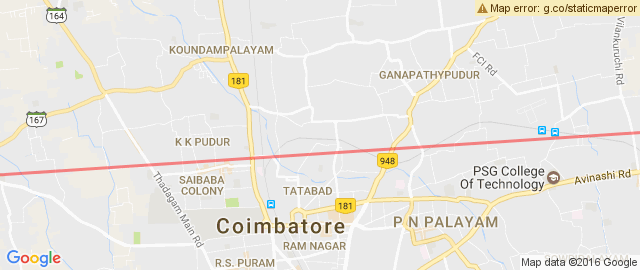 Map error: g.co/staticmaperror
164
KOUNDAMPALAYAM
Vilankuruchi Rd
FCI Rd
181
GANAPATHYPUDUR
167
K K PUDUR
948
SAIBABA
COLONY
PSG College
Of Technology
Avinashi Rd
Thadagam Main Rd
TATABAD
181
Coimbatore
P N PALAYAM
RAM NAGAR
R.S. PURAM
Google
Map data ©2016 Google